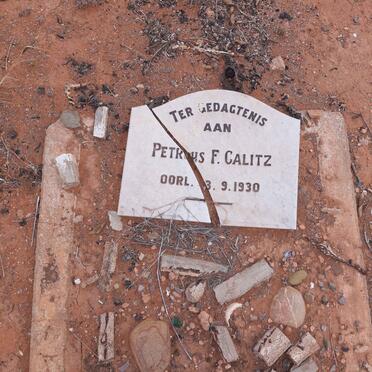 TER GEDAGTENIS
AAN
PETRUS F. CALITZ
OORL. 3.9.1930